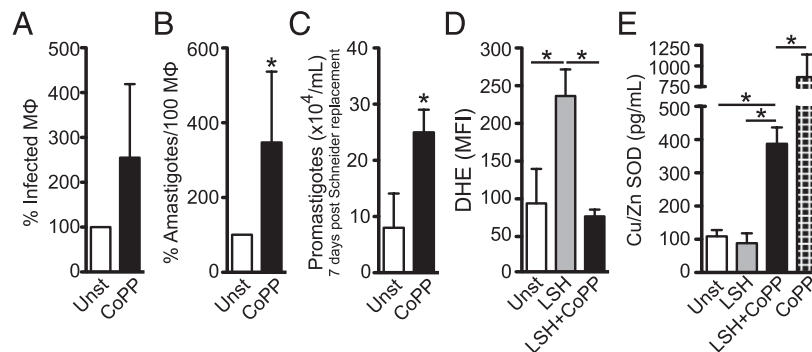 A
% Infected MΦ
500
400
300
200
100
0
Unst
CoPP
B
% Amastigotes/100 MΦ
600
400
200
0
*
Unst
CoPP
C
Promastigotes (x10⁴/mL)
7 days post Schneider replacement
40
30
20
10
0
*
Unst
CoPP
D
DHE (MFI)
300
250
200
150
100
50
0
* *
Unst
LSH
LSH+CoPP
E
Cu/Zn SOD (pg/mL)
1250
1000
750
500
400
300
200
100
0
*
*
*
Unst
LSH
LSH+CoPP
CoPP